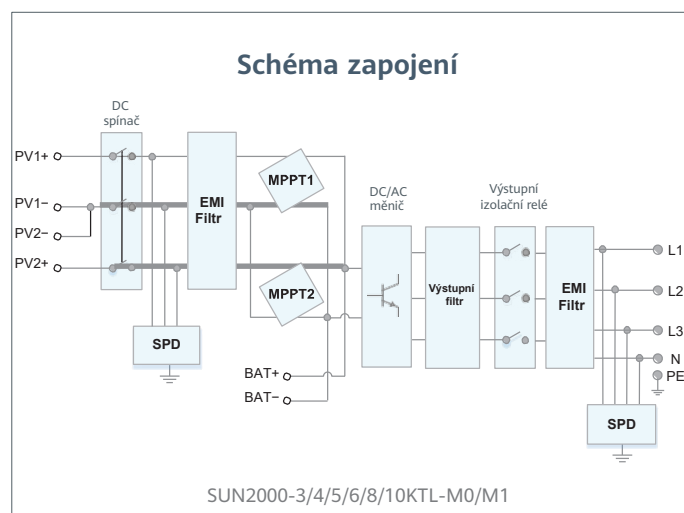 Schéma zapojení
DC
spínač
PV1+
PV1−
PV2−
PV2+
EMI
Filtr
MPPT1
MPPT2
SPD
BAT+
BAT−
DC/AC
měnič
Výstupní
filtr
Výstupní
izolační relé
EMI
Filtr
L1
L2
L3
N
PE
SPD
SUN2000-3/4/5/6/8/10KTL-M0/M1